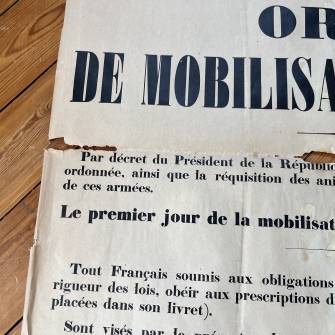 OR
DE MOBILISA
Par décret du Président de la Républiq
ordonnée, ainsi que la réquisition des ani
de ces armées.
Le premier jour de la mobilisat
Tout Français soumis aux obligations
rigueur des lois, obéir aux prescriptions d
placées dans son livret).
Sont visés par le